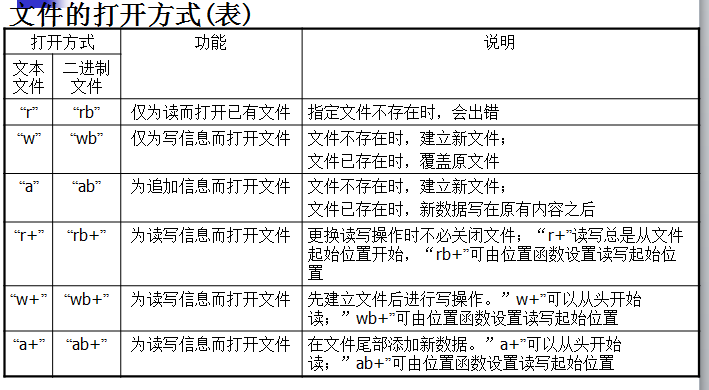 文件的打开方式(表)
打开方式
功能
说明
文本
文件
二进制
文件
“r”
“rb”
仅为读而打开已有文件
指定文件不存在时，会出错
“w”
“wb”
仅为写信息而打开文件
文件不存在时，建立新文件；
文件已存在时，覆盖原文件
“a”
“ab”
为追加信息而打开文件
文件不存在时，建立新文件；
文件已存在时，新数据写在原有内容之后
“r+”
“rb+”
为读写信息而打开文件
更换读写操作时不必关闭文件；“r+”读写总是从文件
起始位置开始，“rb+”可由位置函数设置读写起始位
置
“w+”
“wb+”
为读写信息而打开文件
先建立文件后进行写操作。”w+”可以从头开始
读；”wb+”可由位置函数设置读写起始位置
“a+”
“ab+”
为读写信息而打开文件
在文件尾部添加新数据。”a+”可以从头开始
读；”ab+”可由位置函数设置读写起始位置